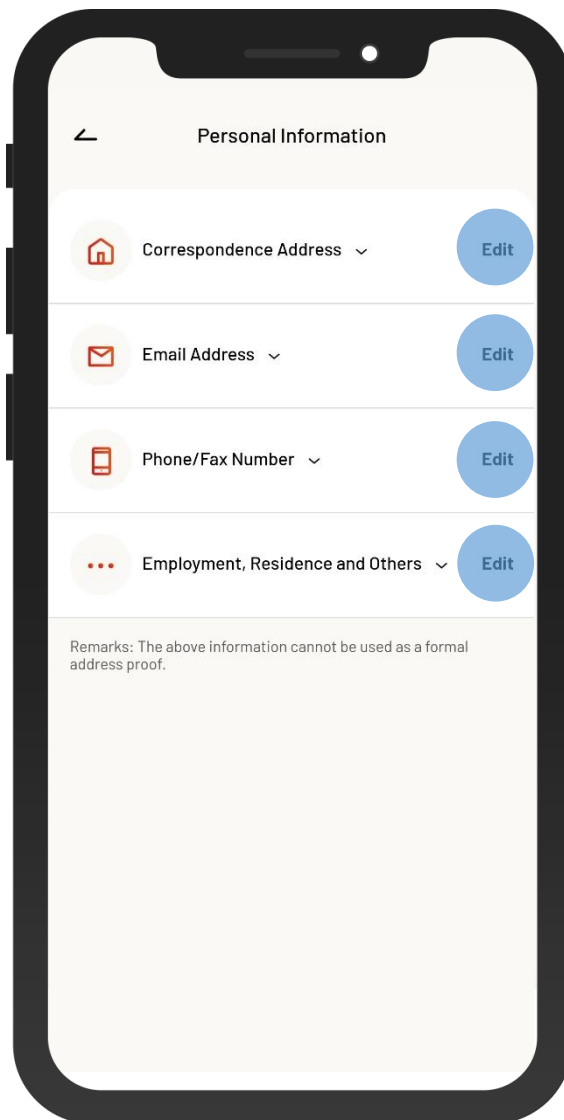 Personal Information
Correspondence Address Edit
Email Address Edit
Phone/Fax Number Edit
Employment, Residence and Others Edit
Remarks: The above information cannot be used as a formal
address proof.